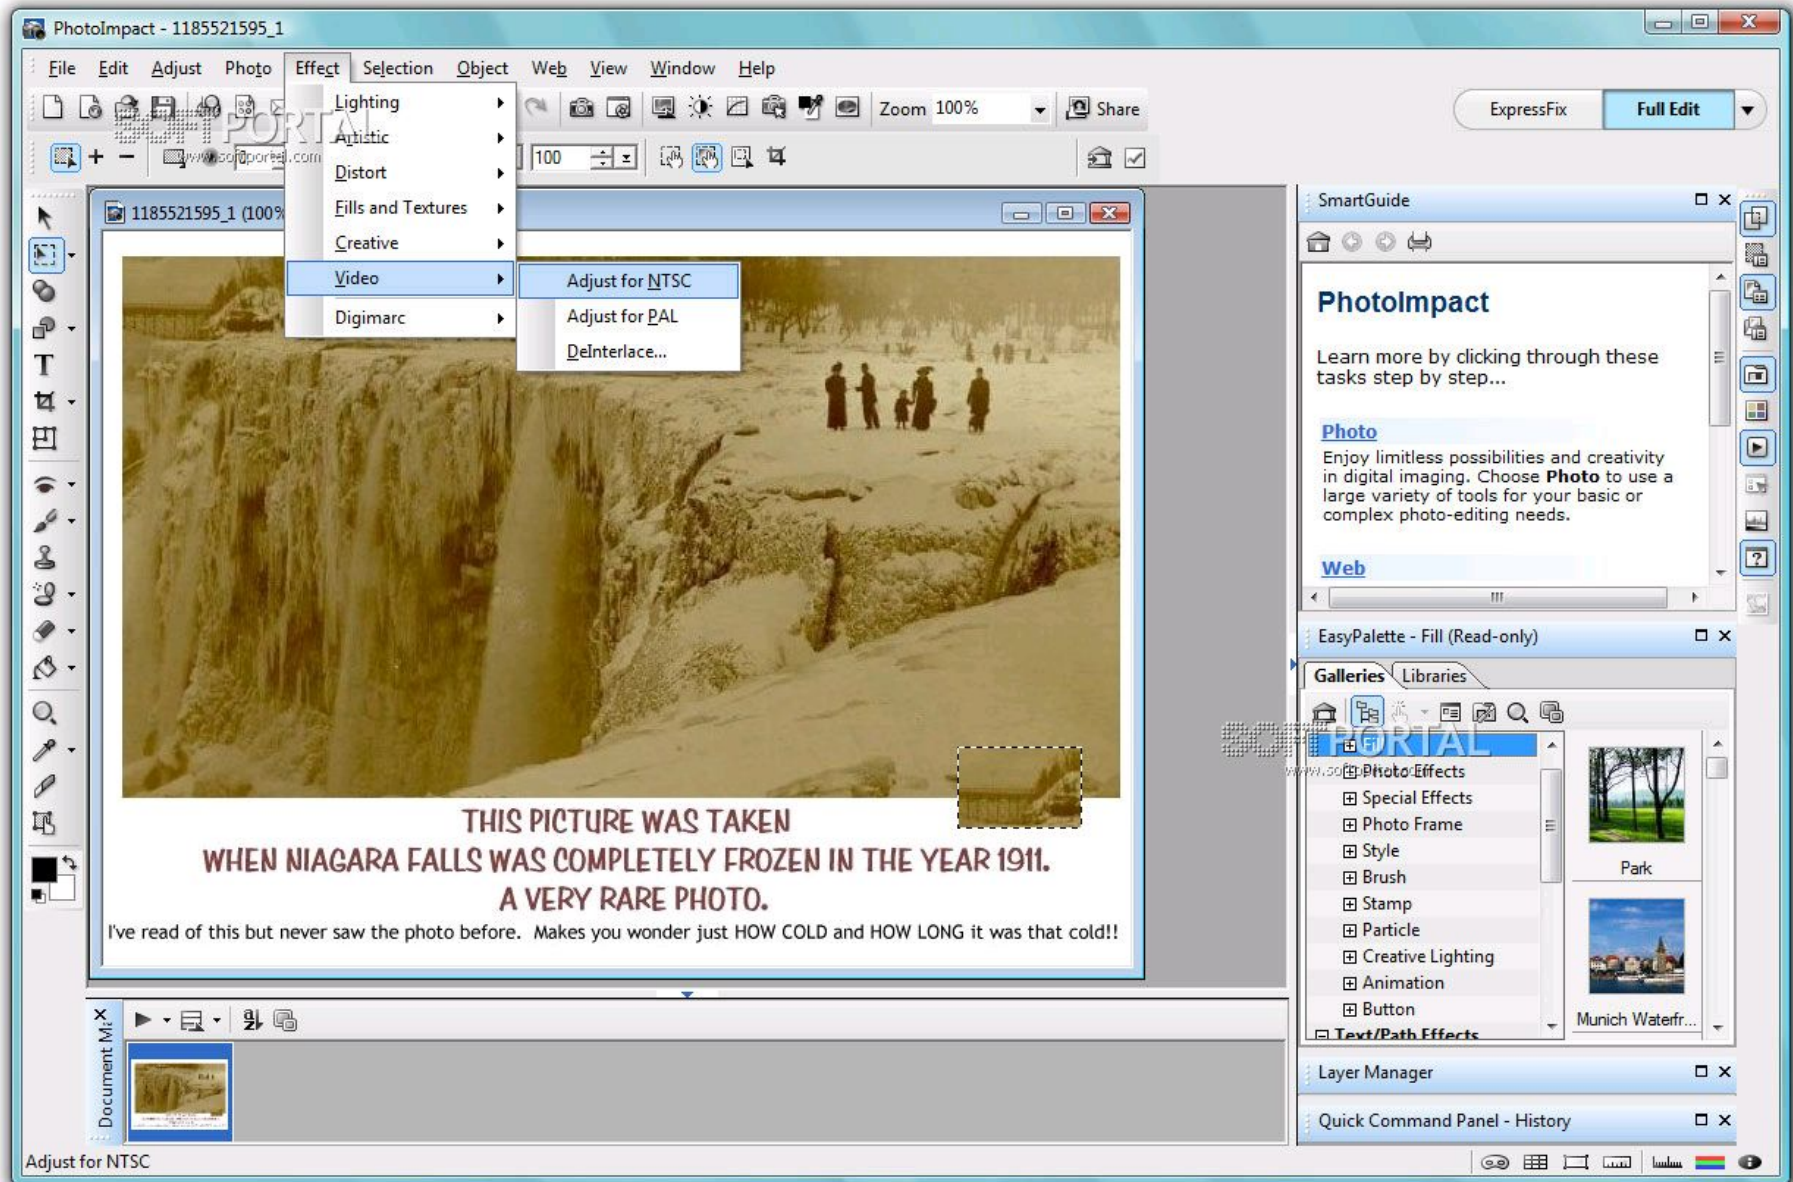 PhotoImpact - 1185521595_1
File Edit Adjust Photo Effect Selection Object Web View Window Help
Zoom 100% Share
ExpressFix Full Edit
SOFTPORTAL
www.softportal.com
100
Lighting
Artistic
Distort
Fills and Textures
Creative
Video
Digimarc
Adjust for NTSC
Adjust for PAL
DeInterlace...
1185521595_1 (100%
THIS PICTURE WAS TAKEN
WHEN NIAGARA FALLS WAS COMPLETELY FROZEN IN THE YEAR 1911.
A VERY RARE PHOTO.
I've read of this but never saw the photo before. Makes you wonder just HOW COLD and HOW LONG it was that cold!!
SmartGuide
PhotoImpact
Learn more by clicking through these
tasks step by step...
Photo
Enjoy limitless possibilities and creativity
in digital imaging. Choose Photo to use a
large variety of tools for your basic or
complex photo-editing needs.
Web
EasyPalette - Fill (Read-only)
Galleries Libraries
SOFTPORTAL
www.softportal.com
Fill
Photo Effects
Special Effects
Photo Frame
Style
Brush
Stamp
Particle
Creative Lighting
Animation
Button
Text/Path Effects
Park
Munich Waterfr...
Layer Manager
Quick Command Panel - History
Document M
Adjust for NTSC